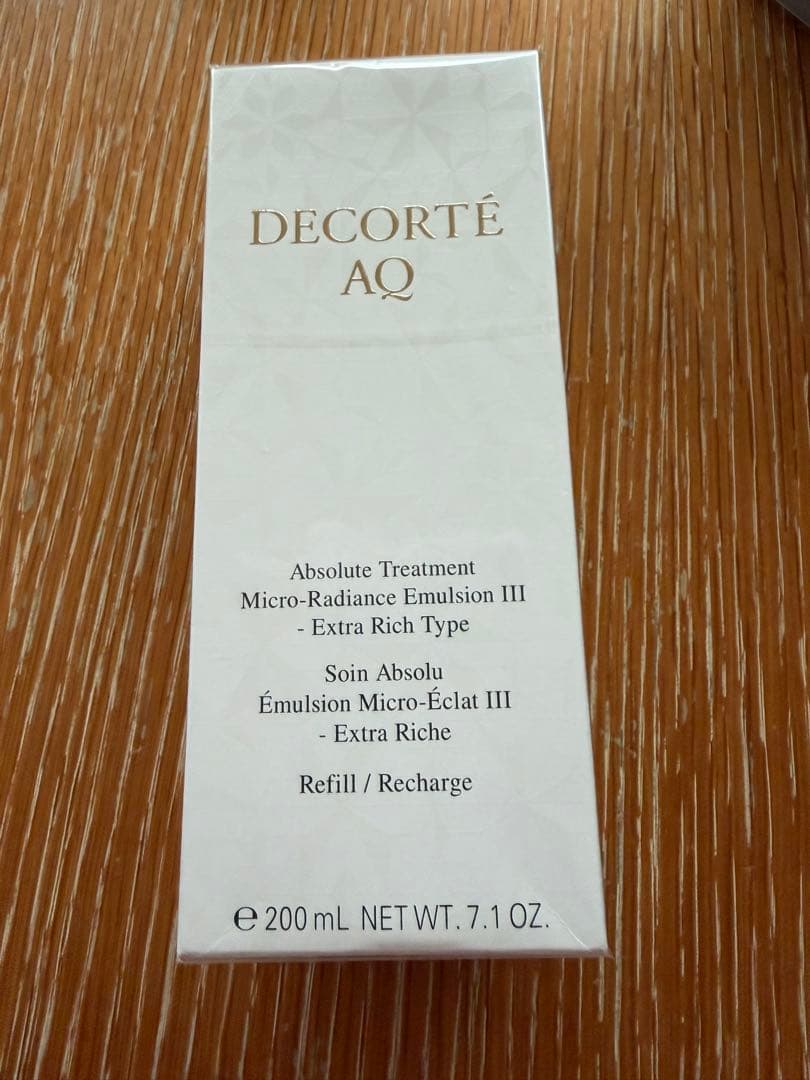 DECORTÉ
AQ
Absolute Treatment
Micro-Radiance Emulsion III
- Extra Rich Type
Soin Absolu
Émulsion Micro-Éclat III
- Extra Riche
Refill / Recharge
℮ 200 mL NET WT. 7.1 OZ.